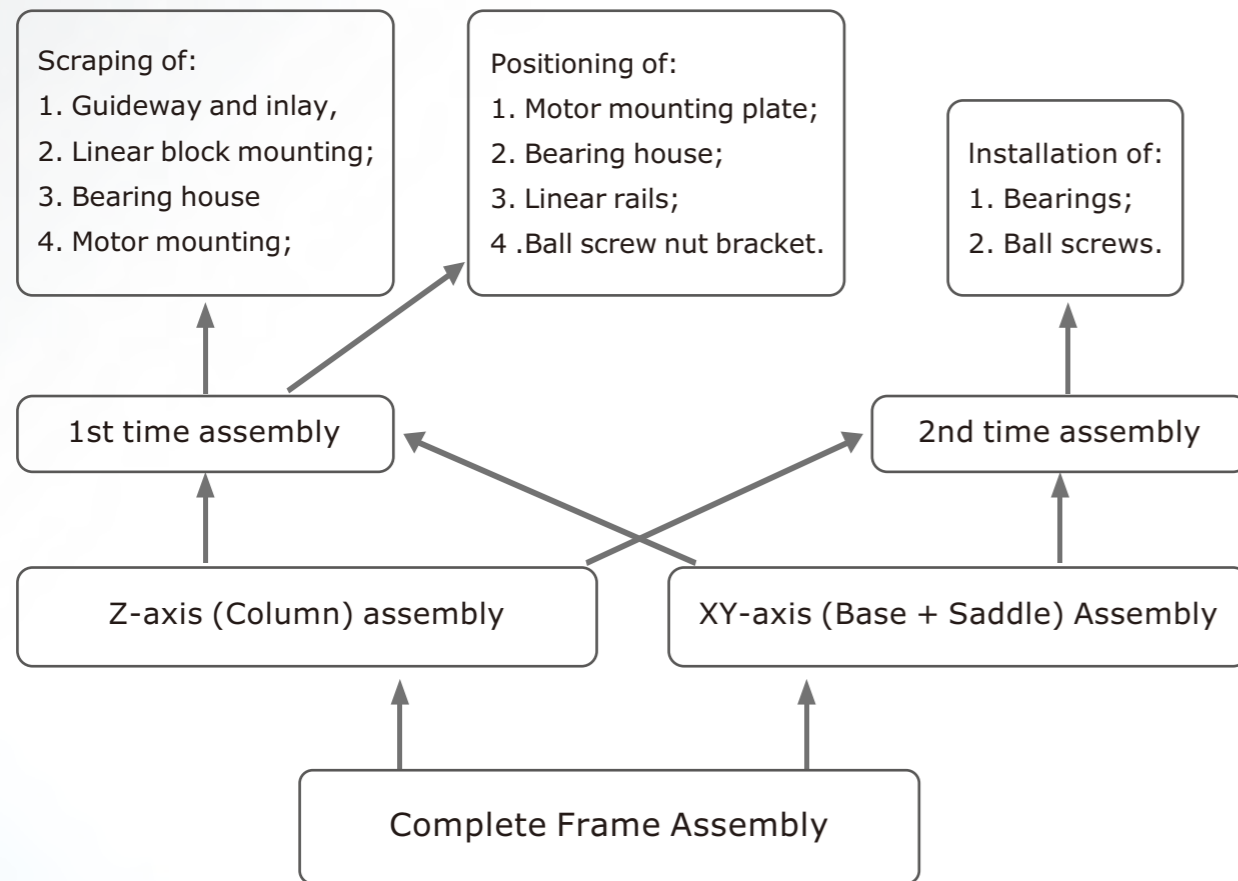 Scraping of:
1. Guideway and inlay,
2. Linear block mounting;
3. Bearing house
4. Motor mounting;
Positioning of:
1. Motor mounting plate;
2. Bearing house;
3. Linear rails;
4 .Ball screw nut bracket.
Installation of:
1. Bearings;
2. Ball screws.
1st time assembly
2nd time assembly
Z-axis (Column) assembly
XY-axis (Base + Saddle) Assembly
Complete Frame Assembly